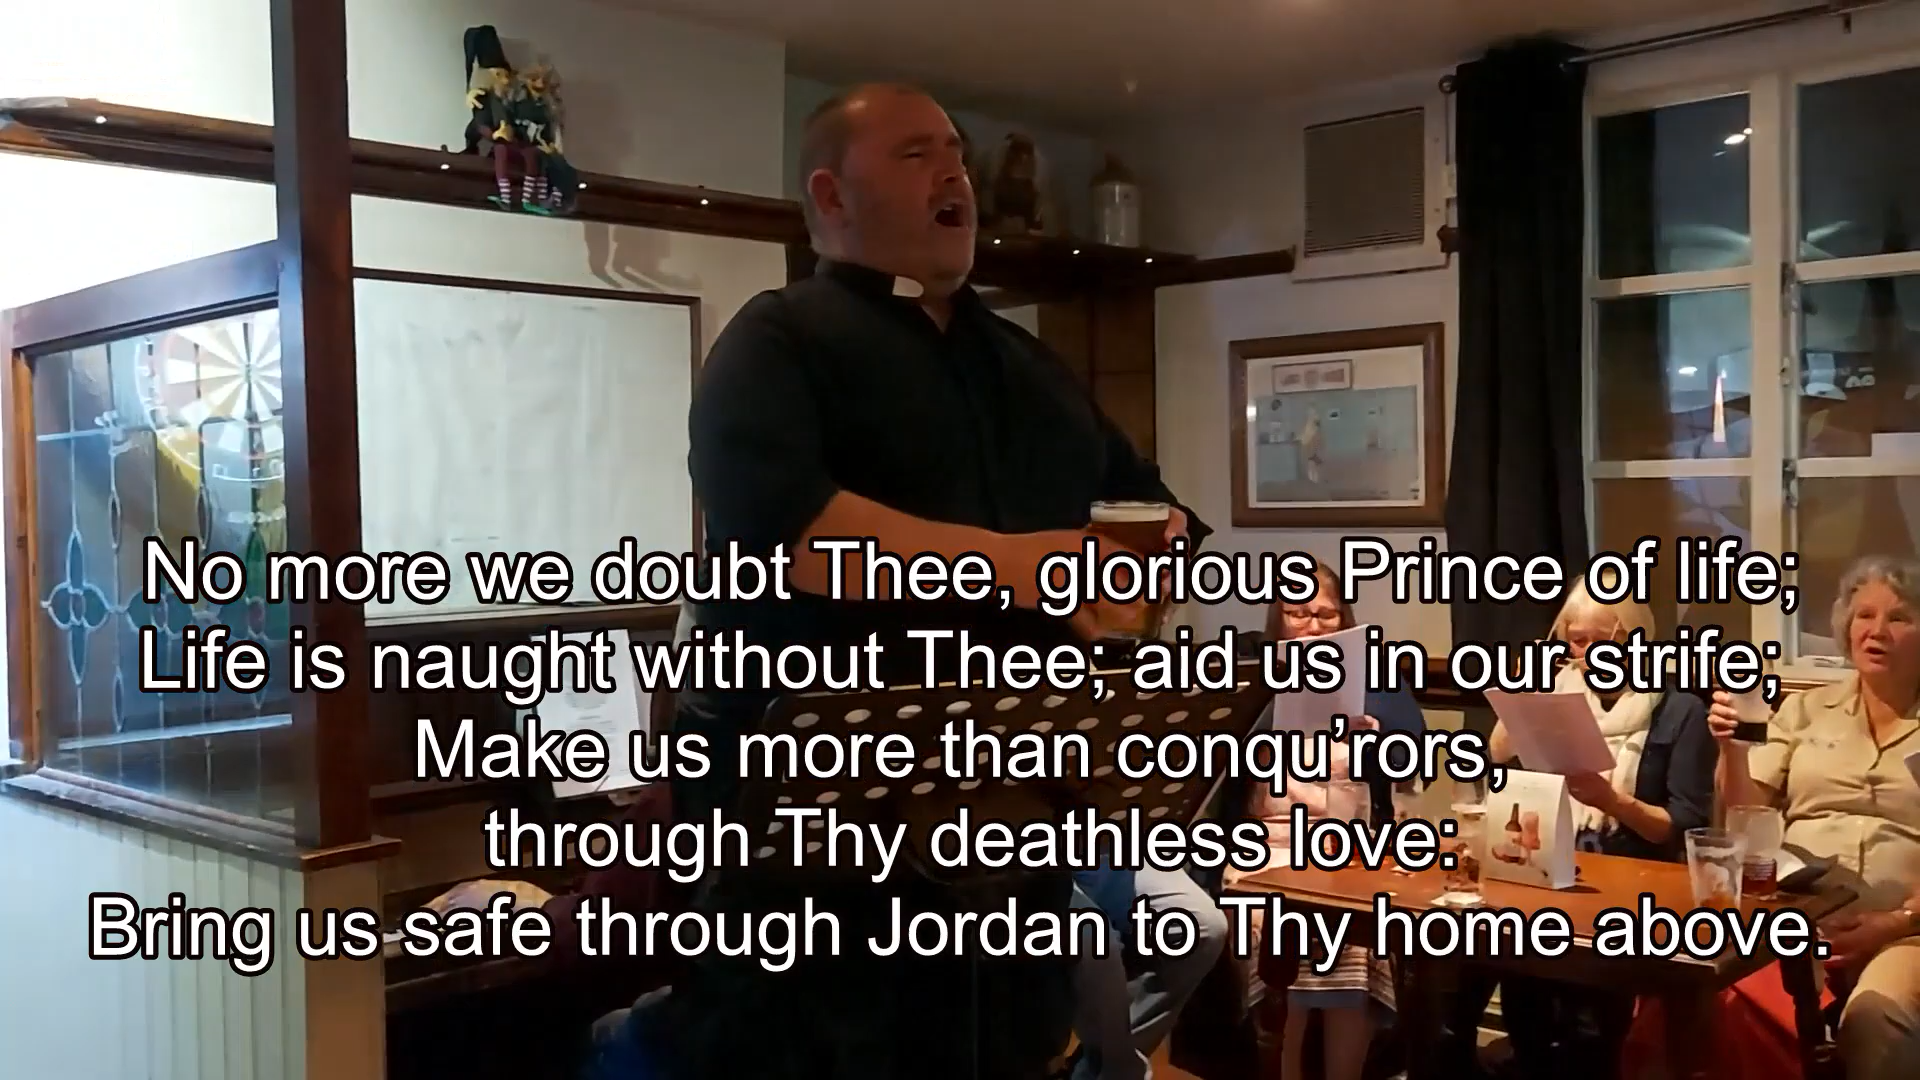 No more we doubt Thee, glorious Prince of life;
Life is naught without Thee; aid us in our strife;
Make us more than conqu’rors,
through Thy deathless love:
Bring us safe through Jordan to Thy home above.